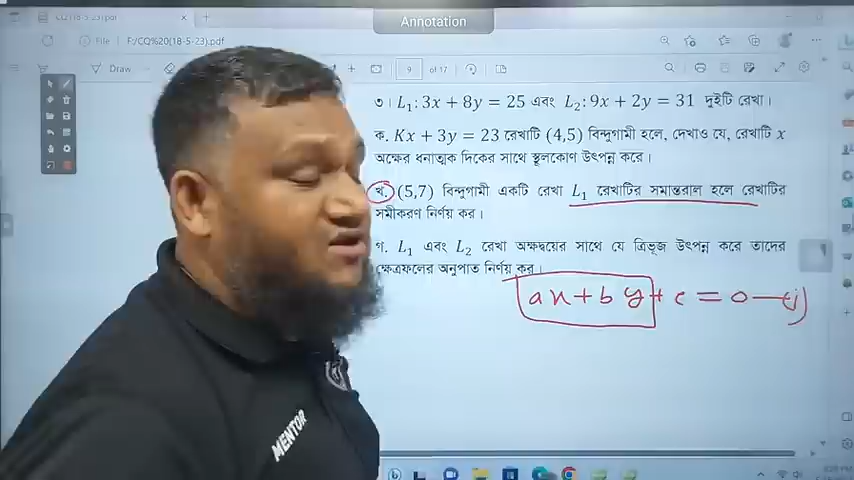 Annotation
CQ (18-5-23).pdf
File F:/CQ%20(18-5-23).pdf
Draw 9 of 17
৩। L₁: 3x + 8y = 25 এবং L₂: 9x + 2y = 31 দুইটি রেখা।
ক. Kx + 3y = 23 রেখাটি (4,5) বিন্দুগামী হলে, দেখাও যে, রেখাটি x
অক্ষের ধনাত্মক দিকের সাথে স্থূলকোণ উৎপন্ন করে।
খ. (5,7) বিন্দুগামী একটি রেখা L₁ রেখাটির সমান্তরাল হলে রেখাটির
সমীকরণ নির্ণয় কর।
গ. L₁ এবং L₂ রেখা অক্ষদ্বয়ের সাথে যে ত্রিভূজ উৎপন্ন করে তাদের
ক্ষেত্রফলের অনুপাত নির্ণয় কর।
ax + by + c = 0 — (i)
MENTOR